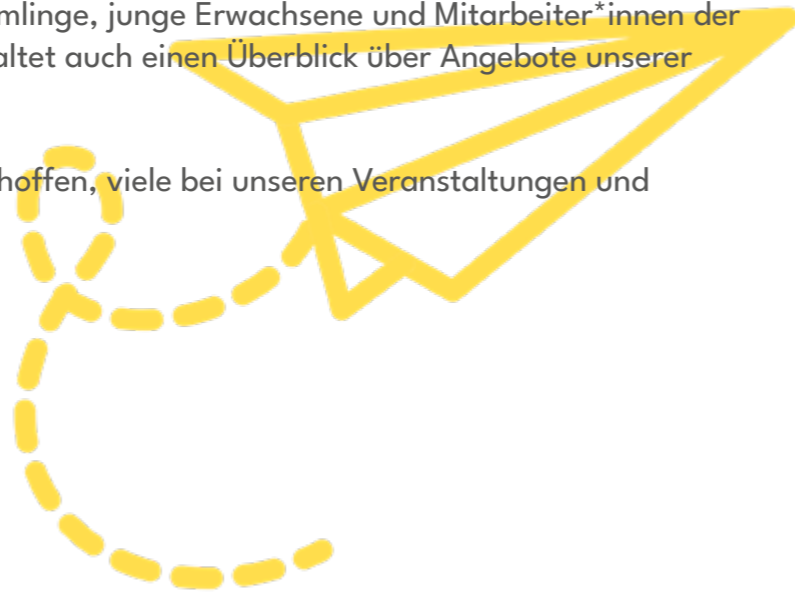 mlinge, junge Erwachsene und Mitarbeiter*innen der
altet auch einen Überblick über Angebote unserer
hoffen, viele bei unseren Veranstaltungen und